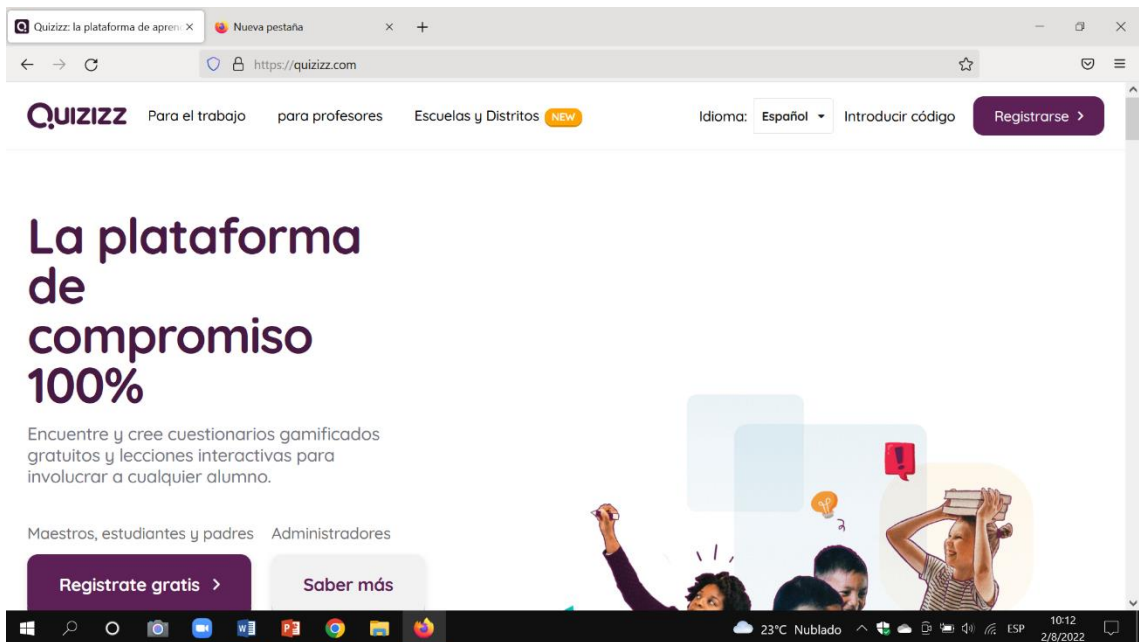 Quizizz: la plataforma de apren
Nueva pestaña
https://quizizz.com
QUIZIZZ Para el trabajo para profesores Escuelas y Distritos NEW Idioma: Español Introducir código Registrarse >
La plataforma
de
compromiso
100%
Encuentre y cree cuestionarios gamificados
gratuitos y lecciones interactivas para
involucrar a cualquier alumno.
Maestros, estudiantes y padres Administradores
Registrate gratis > Saber más
23°C Nublado ESP 10:12
2/8/2022